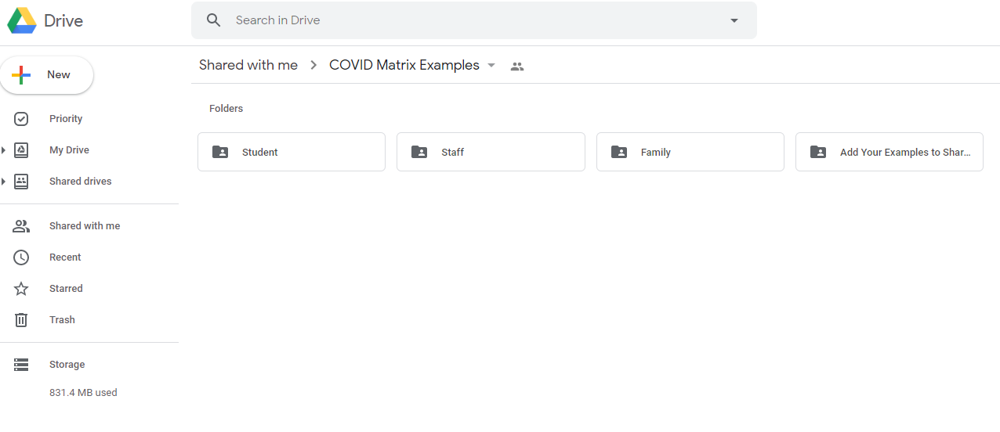 Drive
Search in Drive
New
Shared with me
COVID Matrix Examples
Priority
My Drive
Shared drives
Shared with me
Recent
Starred
Trash
Storage
831.4 MB used
Folders
Student
Staff
Family
Add Your Examples to Shar...